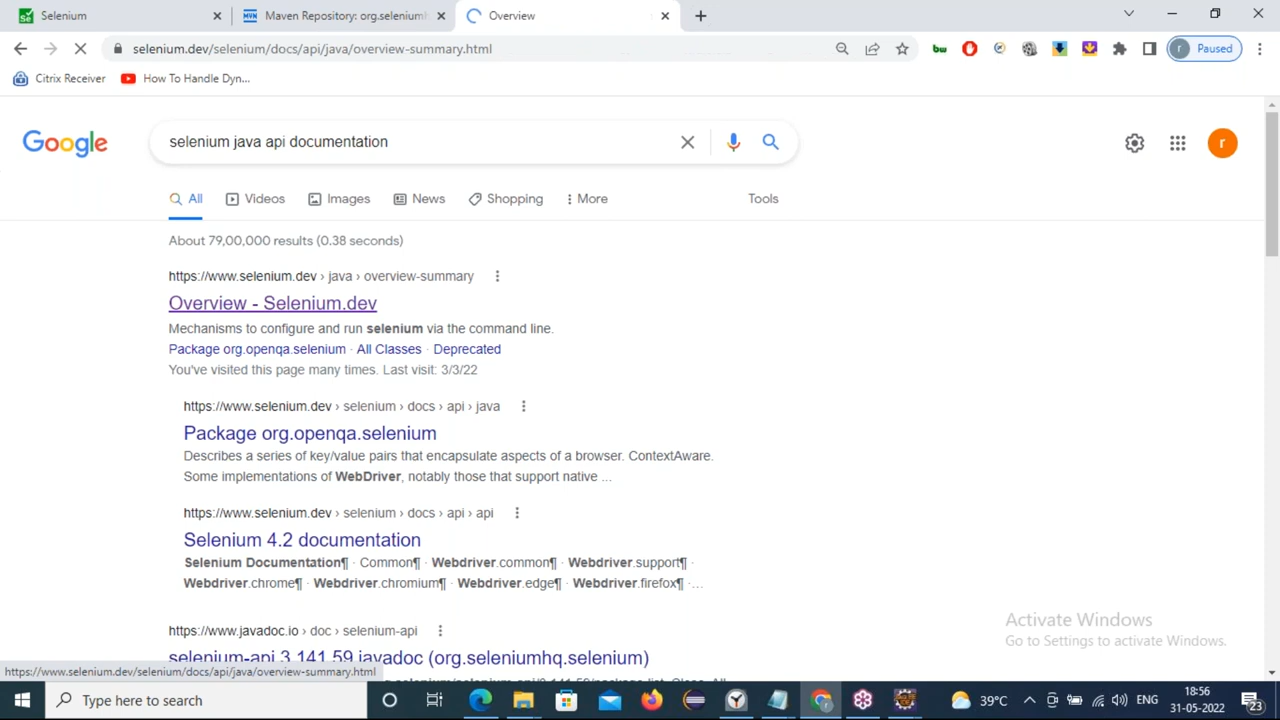 Selenium
Maven Repository: org.seleniumh
Overview
selenium.dev/selenium/docs/api/java/overview-summary.html
bw
r
Paused
Citrix Receiver
How To Handle Dyn...
Google
selenium java api documentation
r
All
Videos
Images
News
Shopping
More
Tools
About 79,00,000 results (0.38 seconds)
https://www.selenium.dev › java › overview-summary
Overview - Selenium.dev
Mechanisms to configure and run selenium via the command line.
Package org.openqa.selenium · All Classes · Deprecated
You've visited this page many times. Last visit: 3/3/22
https://www.selenium.dev › selenium › docs › api › java
Package org.openqa.selenium
Describes a series of key/value pairs that encapsulate aspects of a browser. ContextAware.
Some implementations of WebDriver, notably those that support native ...
https://www.selenium.dev › selenium › docs › api › api
Selenium 4.2 documentation
Selenium Documentation¶ · Common¶ · Webdriver.common¶ · Webdriver.support¶ ·
Webdriver.chrome¶ · Webdriver.chromium¶ · Webdriver.edge¶ · Webdriver.firefox¶ · ...
https://www.javadoc.io › doc › selenium-api
selenium-api 3.141.59 javadoc (org.seleniumhq.selenium)
Activate Windows
Go to Settings to activate Windows.
https://www.selenium.dev/selenium/docs/api/java/overview-summary.html
Type here to search
39°C
ENG
18:56
31-05-2022
23